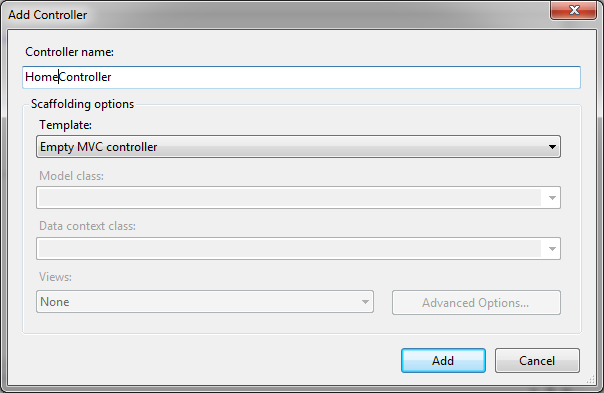 Add Controller
Controller name:
HomeController
Scaffolding options
Template:
Empty MVC controller
Model class:
Data context class:
Views:
None
Advanced Options...
Add
Cancel